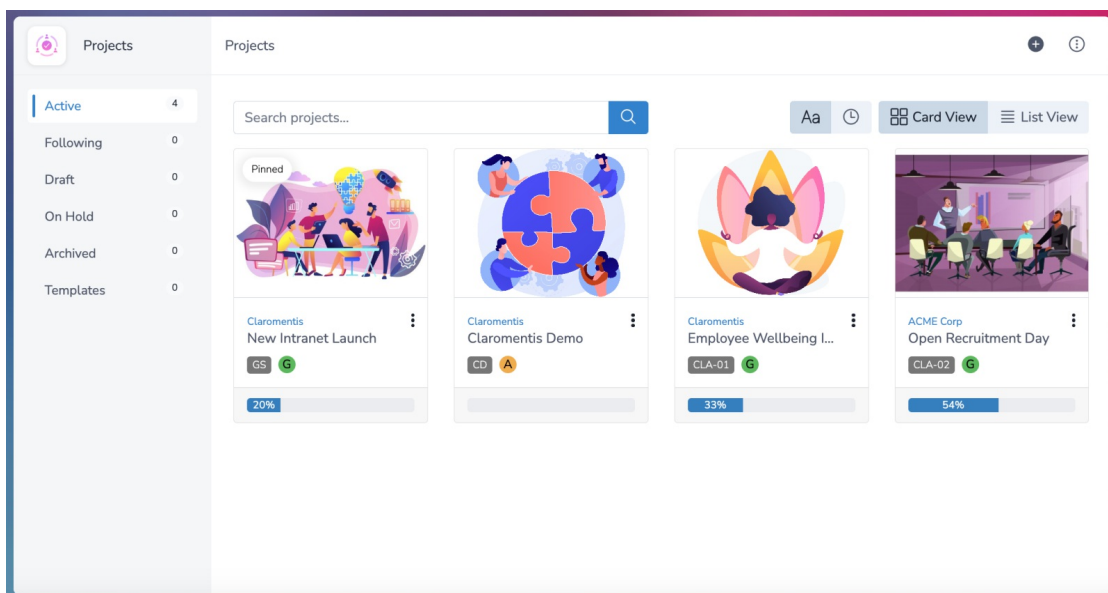 Projects
Projects
Active 4
Following 0
Draft 0
On Hold 0
Archived 0
Templates 0
Search projects...
Aa
Card View
List View
Pinned
Claromentis
New Intranet Launch
GS G
20%
Claromentis
Claromentis Demo
CD A
Claromentis
Employee Wellbeing I...
CLA-01 G
33%
ACME Corp
Open Recruitment Day
CLA-02 G
54%